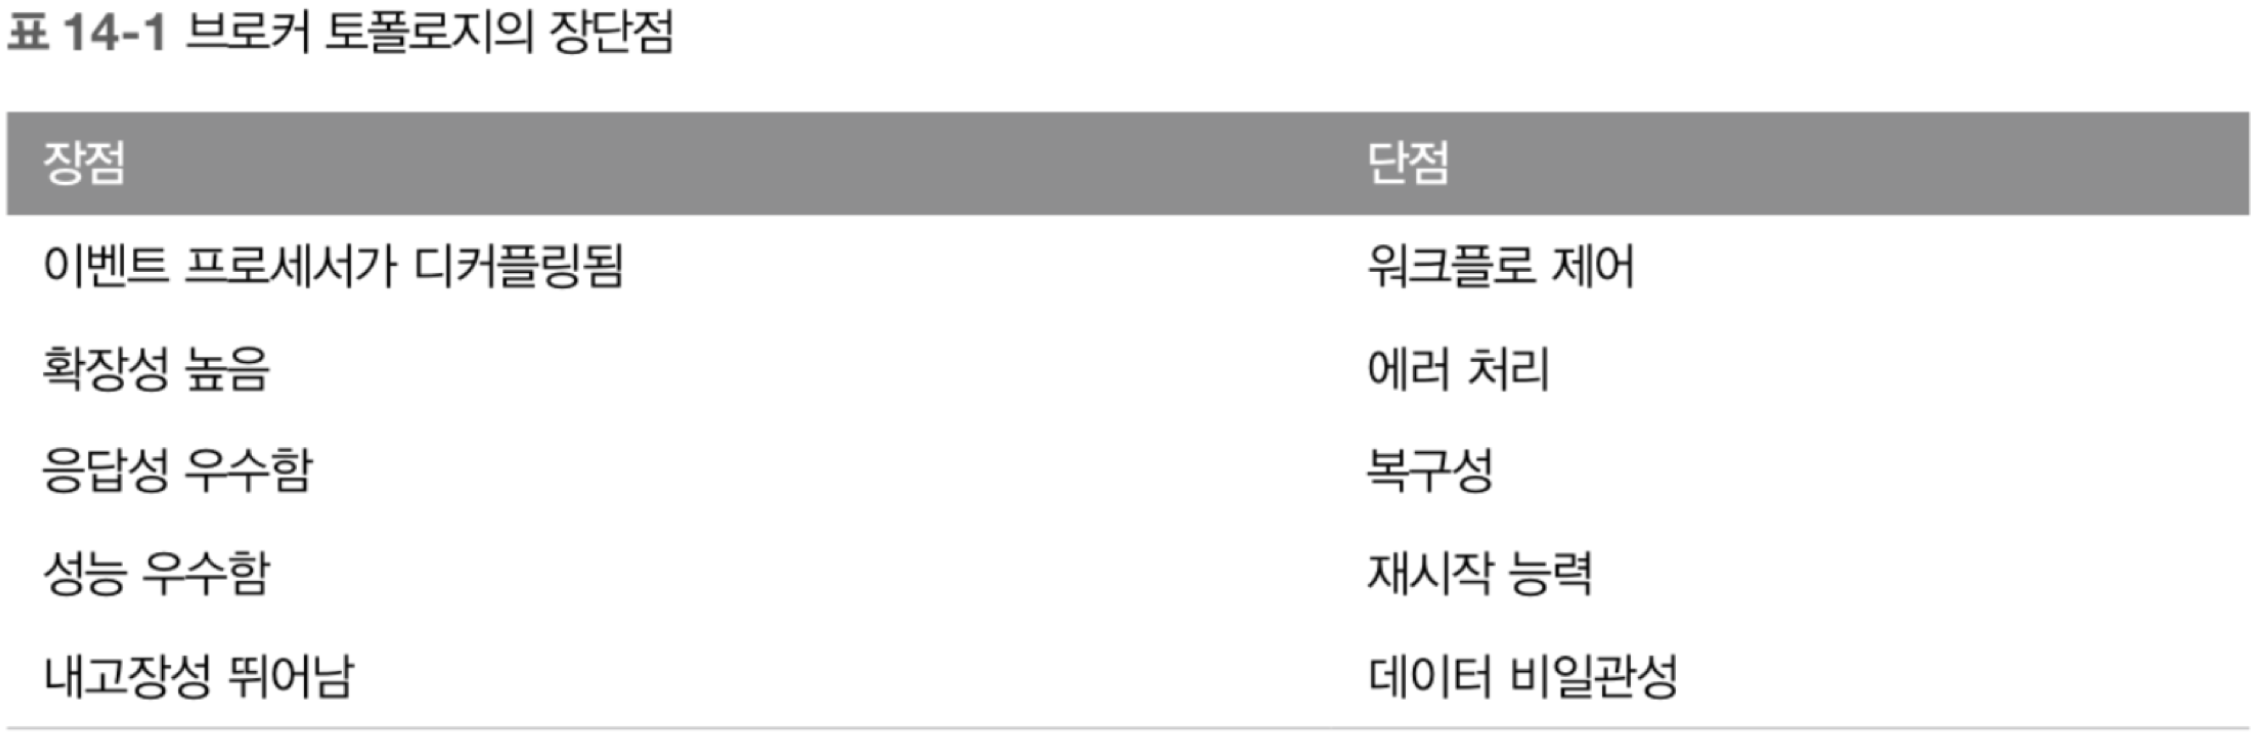 표 14-1 브로커 토폴로지의 장단점
장점 단점
이벤트 프로세서가 디커플링됨 워크플로 제어
확장성 높음 에러 처리
응답성 우수함 복구성
성능 우수함 재시작 능력
내고장성 뛰어남 데이터 비일관성